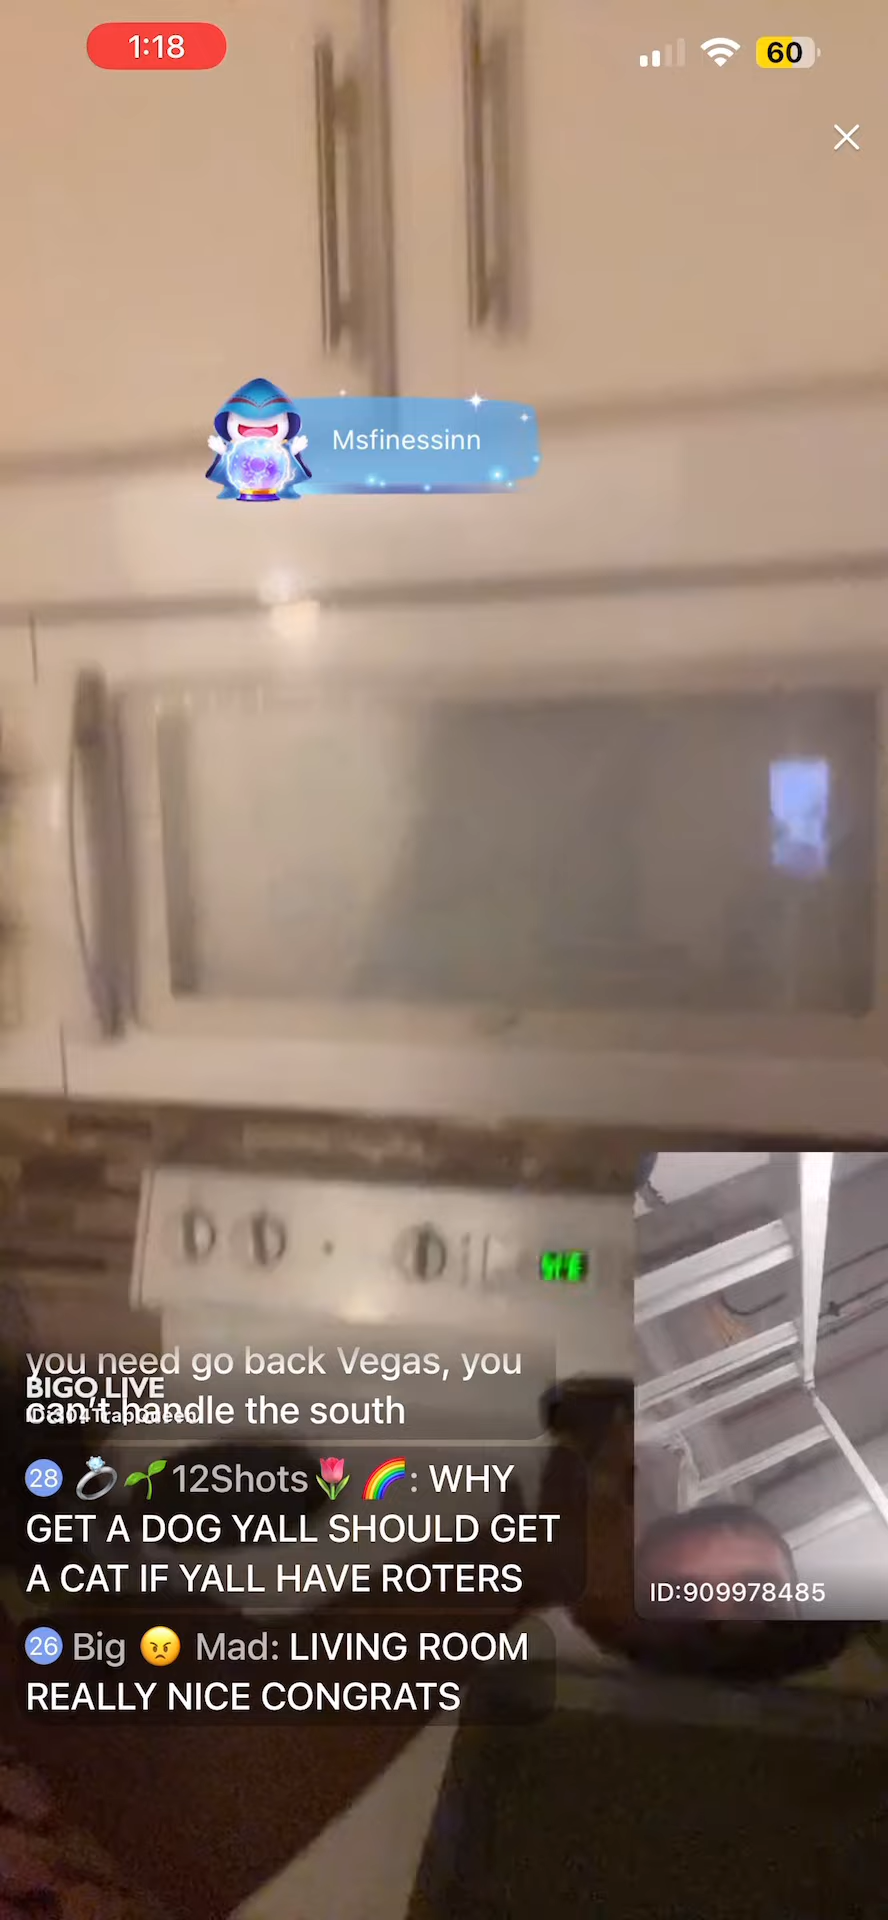 1:18
60
Msfinessinn
you need go back Vegas, you
BIGO LIVE
can't handle the south
ID:304TrapQueen
28 💍🌱12Shots🌷🌈: WHY
GET A DOG YALL SHOULD GET
A CAT IF YALL HAVE ROTERS
ID:909978485
26 Big 😠 Mad: LIVING ROOM
REALLY NICE CONGRATS